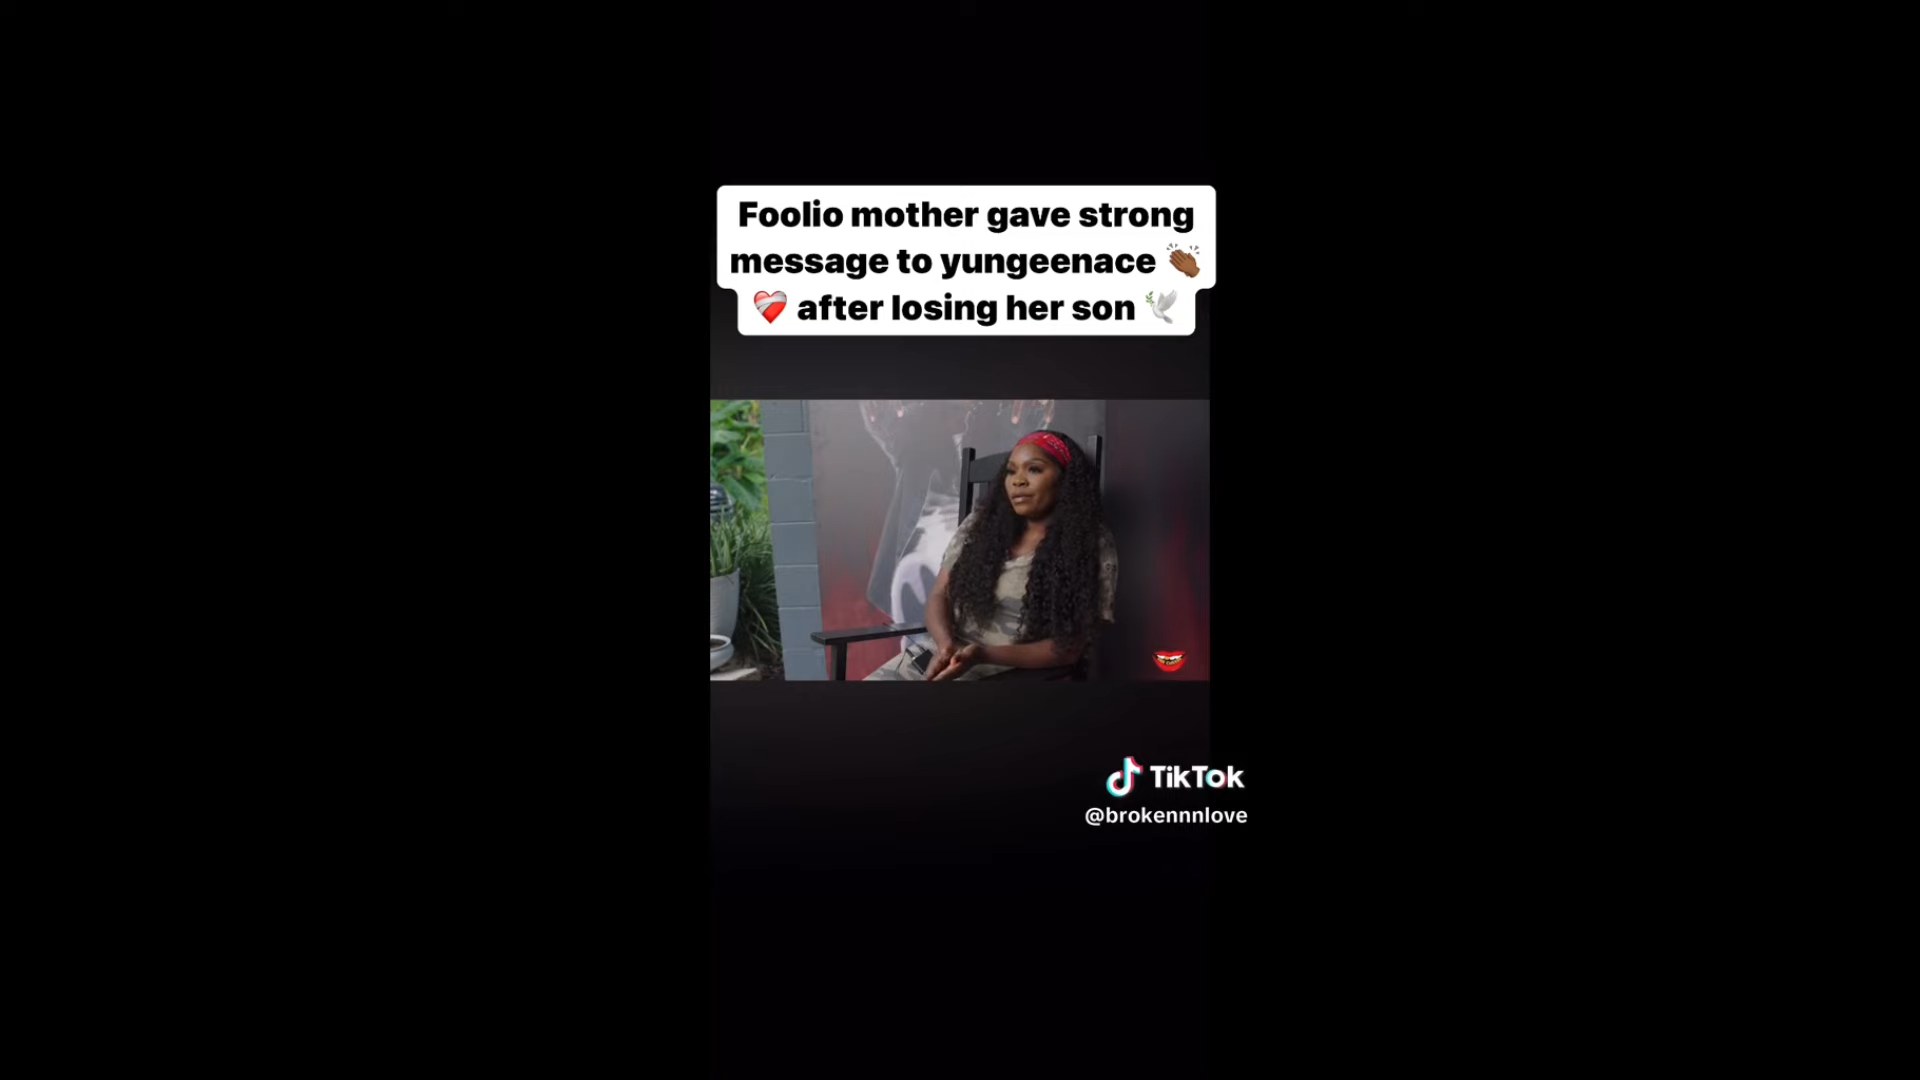 Foolio mother gave strong
message to yungeenace 👏🏾
❤️‍🩹 after losing her son 🕊️
TikTok
@brokennnlove